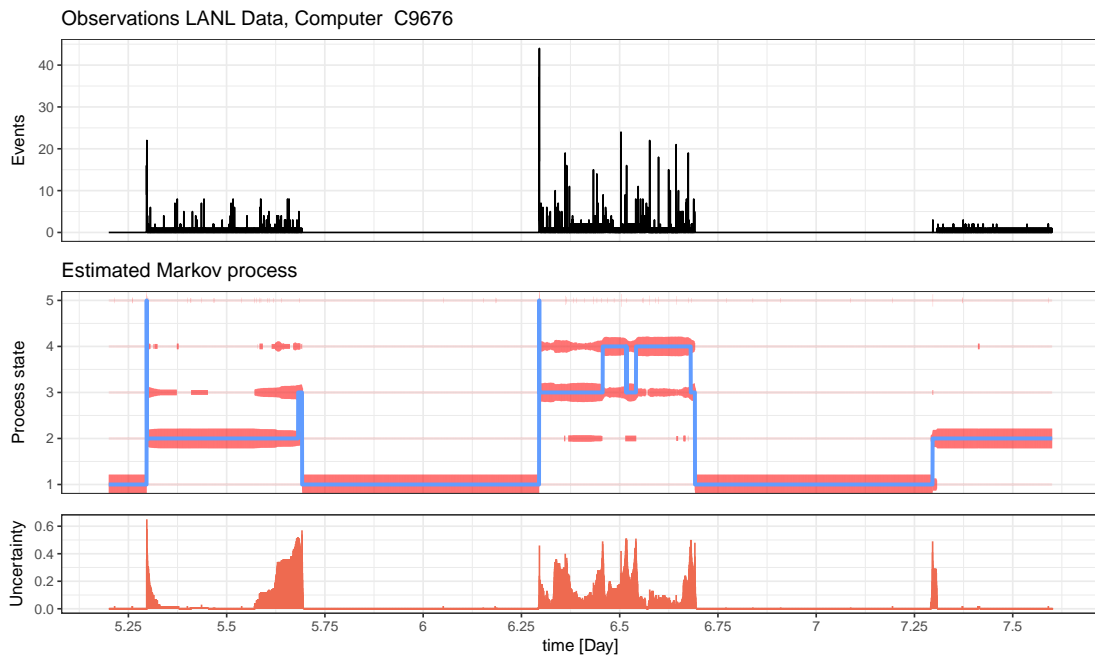 Observations LANL Data, Computer  C9676
Events
40
30
20
10
0
Estimated Markov process
Process state
5
4
3
2
1
Uncertainty
0.6
0.4
0.2
0.0
5.25 5.5 5.75 6 6.25 6.5 6.75 7 7.25 7.5
time [Day]